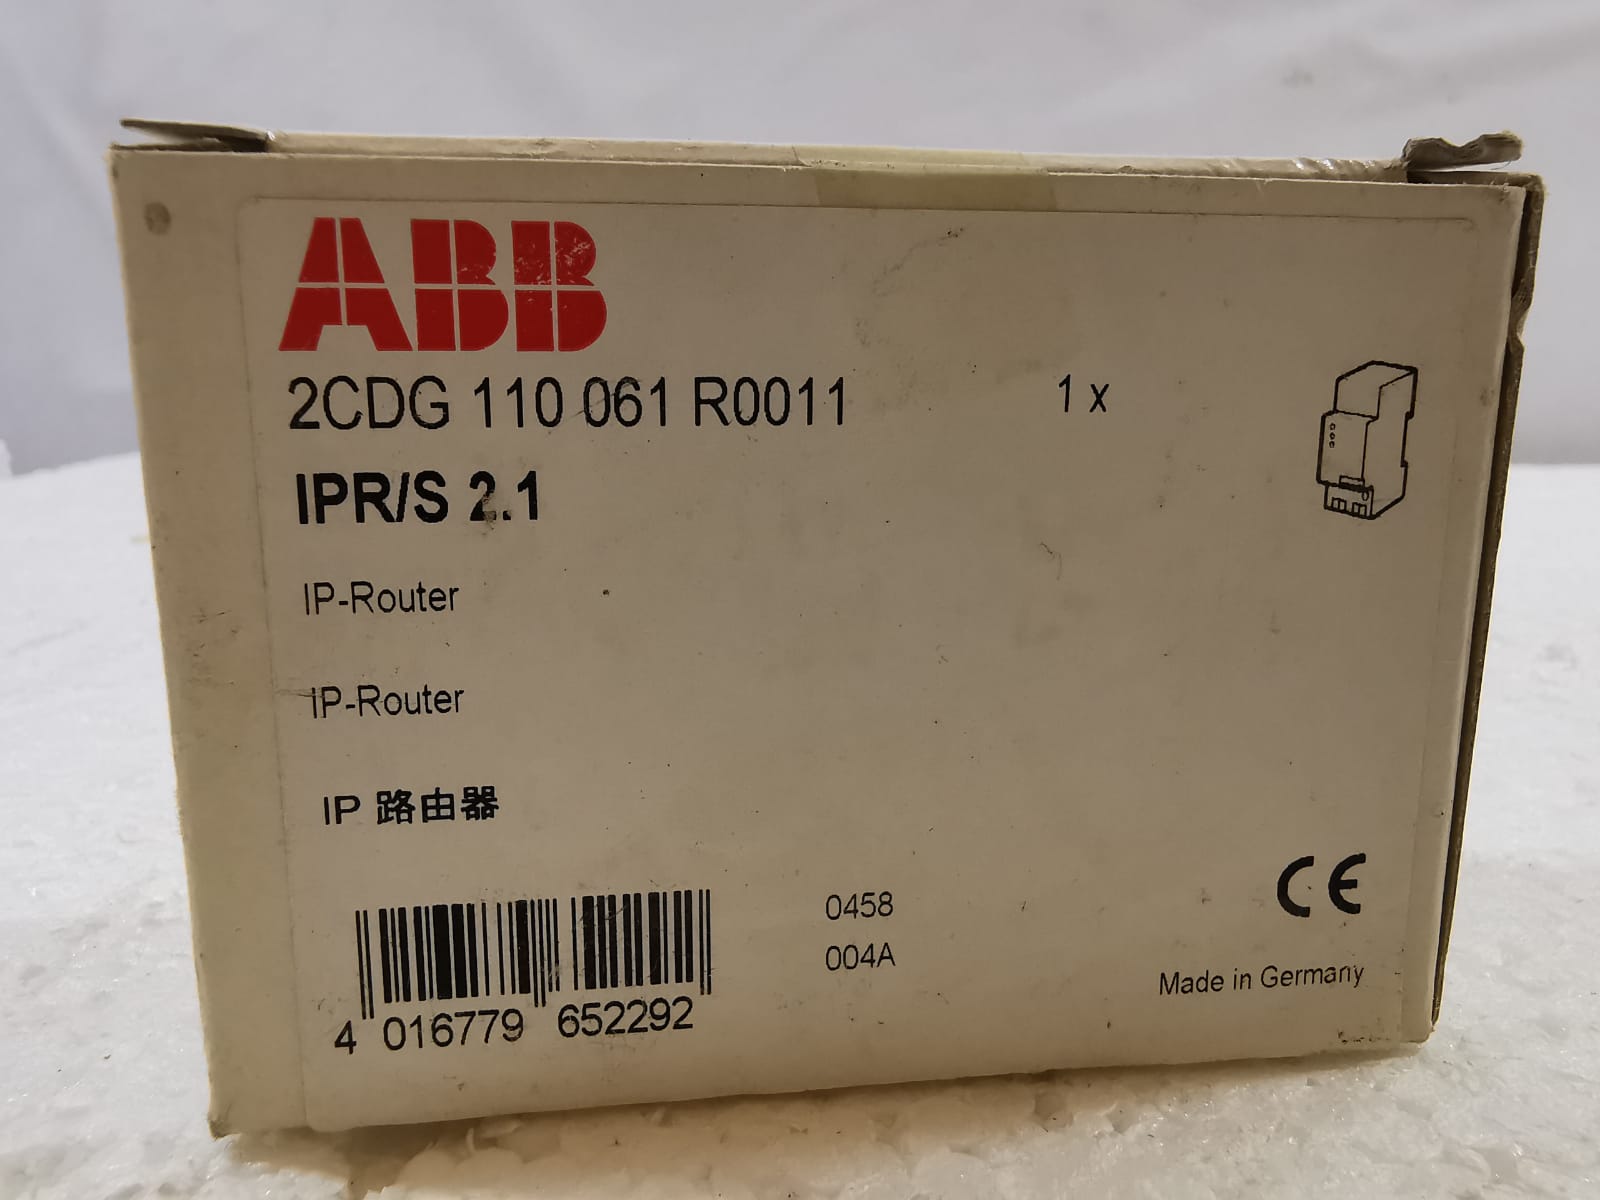 ABB
2CDG 110 061 R0011
1 x
IPR/S 2.1
IP-Router
IP-Router
IP 路由器
0458
004A
CE
Made in Germany
4 016779 652292